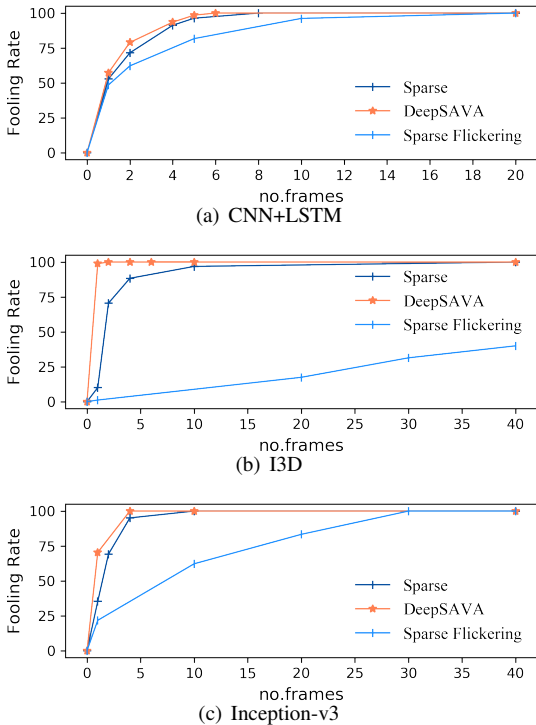 100
75
50
25
0
Fooling Rate
Sparse
DeepSAVA
Sparse Flickering
0 2 4 6 8 10 12 14 16 18 20
no.frames
(a) CNN+LSTM
100
75
50
25
0
Fooling Rate
Sparse
DeepSAVA
Sparse Flickering
0 5 10 15 20 25 30 35 40
no.frames
(b) I3D
100
75
50
25
0
Fooling Rate
Sparse
DeepSAVA
Sparse Flickering
0 5 10 15 20 25 30 35 40
no.frames
(c) Inception-v3